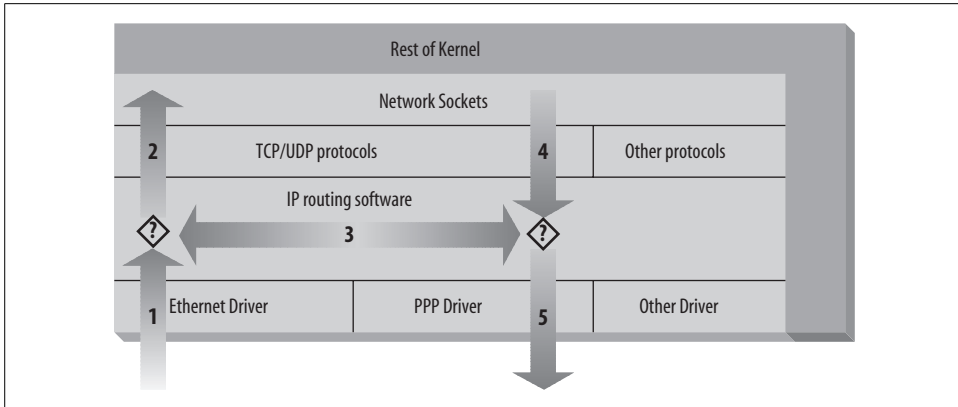 Rest of Kernel
Network Sockets
2 TCP/UDP protocols 4 Other protocols
IP routing software
? 3 ?
1 Ethernet Driver PPP Driver 5 Other Driver